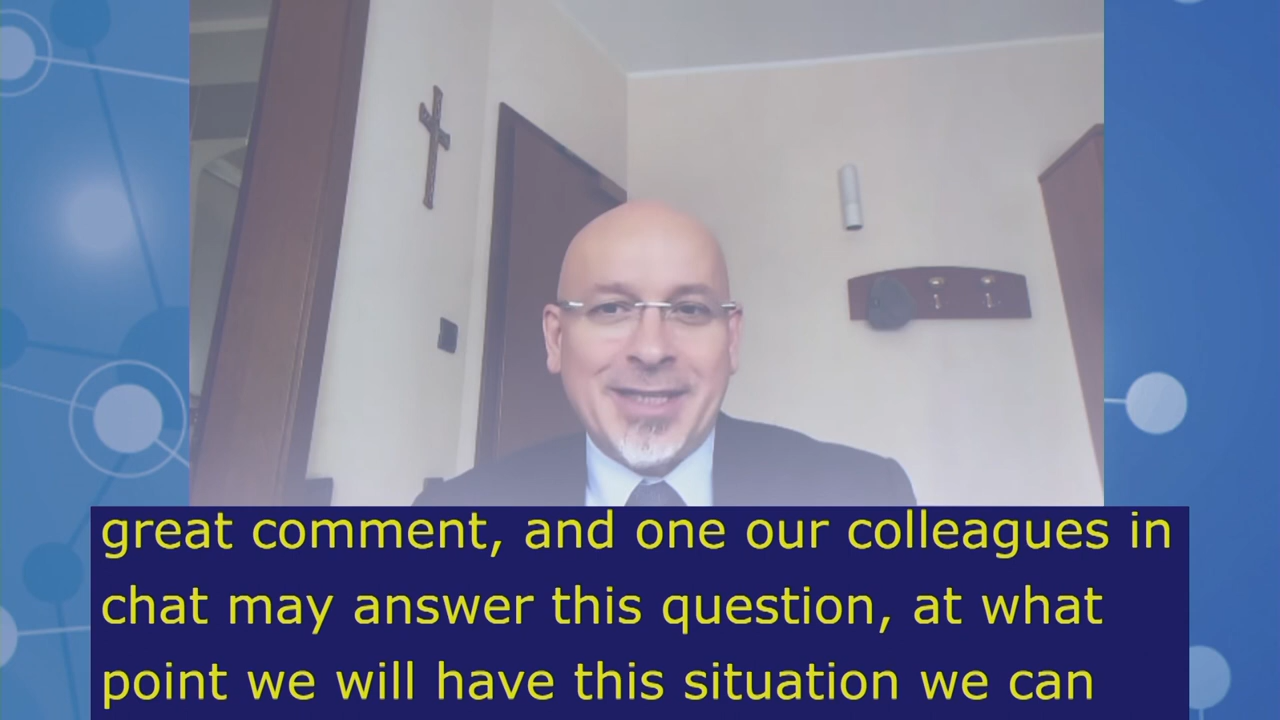 great comment, and one our colleagues in
chat may answer this question, at what
point we will have this situation we can